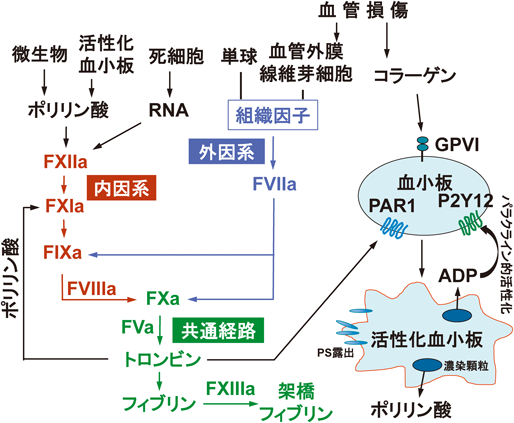 血管損傷
微生物
活性化
血小板
死細胞
単球
血管外膜
線維芽細胞
コラーゲン
ポリリン酸
RNA
組織因子
GPVI
FXIIa
外因系
血小板
内因系
FVIIa
PAR1
P2Y12
FXIa
パラクライン的活性化
FIXa
ポリリン酸
ADP
FVIIIa
FXa
FVa
共通経路
活性化血小板
PS露出
トロンビン
濃染顆粒
FXIIIa
架橋
フィブリン
フィブリン
ポリリン酸